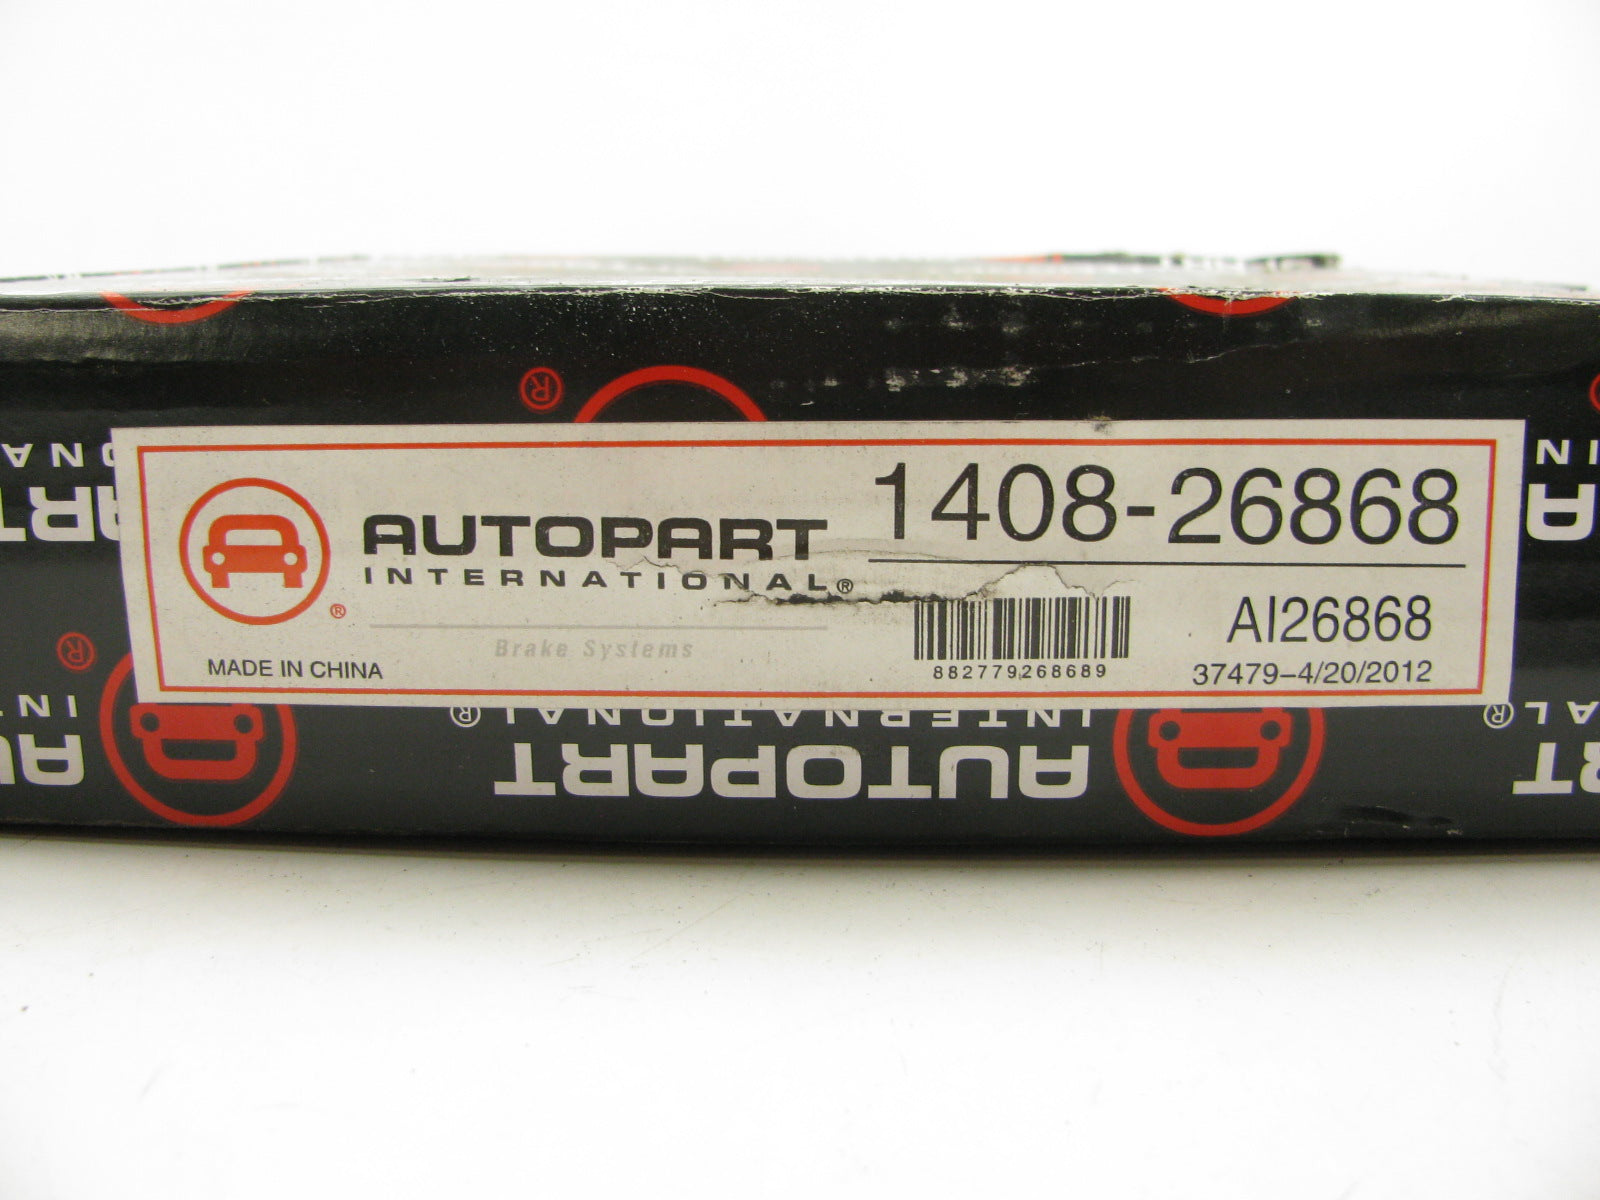 ®
AUTOPART
INTERNATIONAL®
®
Brake Systems
MADE IN CHINA
1408-26868
AI26868
882779268689
37479-4/20/2012
®
INTERNATIONAL®
AUTOPART